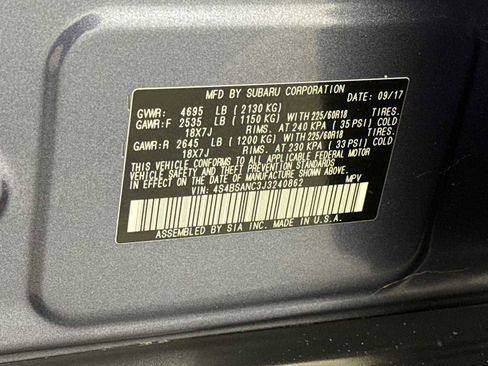 MFD BY SUBARU CORPORATION DATE: 09/17
GVWR: 4695 LB ( 2130 KG)
GAWR:F 2535 LB ( 1150 KG) WITH 225/60R18
18X7J RIMS. AT 240 KPA ( 35 PSI) COLD
GAWR:R 2645 LB ( 1200 KG) WITH 225/60R18
18X7J RIMS. AT 230 KPA ( 33 PSI) COLD
THIS VEHICLE CONFORMS TO ALL APPLICABLE FEDERAL MOTOR
VEHICLE SAFETY AND THEFT PREVENTION STANDARDS
IN EFFECT ON THE DATE OF MANUFACTURE SHOWN ABOVE.
VIN: 4S4BSANC3J3240862 MPV
ASSEMBLED BY SIA INC. MADE IN U.S.A.